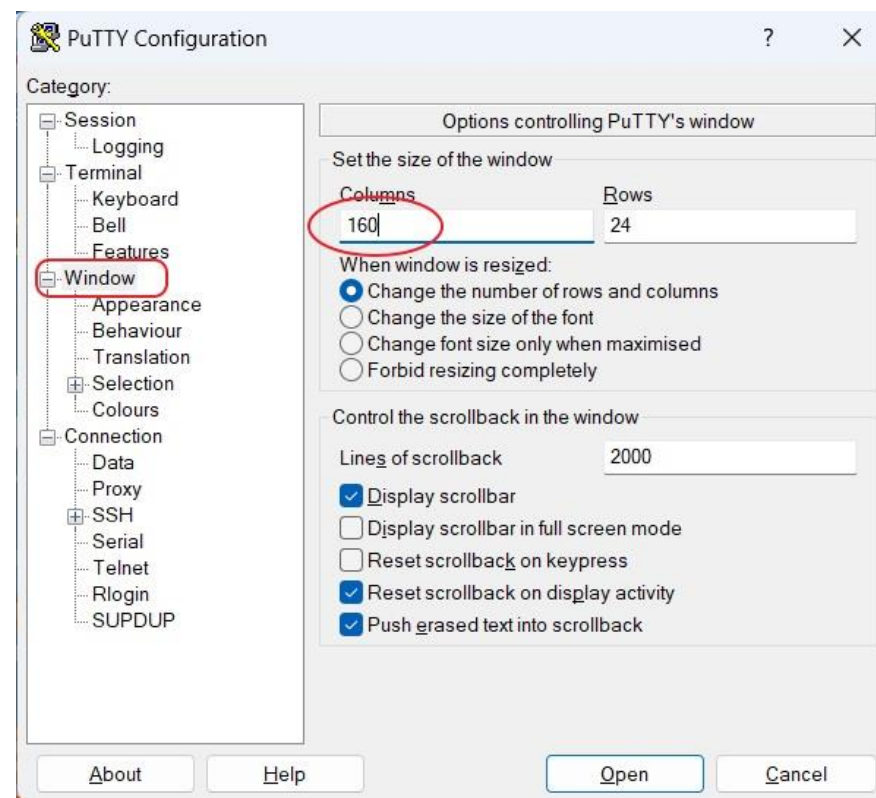 PuTTY Configuration ? ×
Category:
Session
Logging
Terminal
Keyboard
Bell
Features
Window
Appearance
Behaviour
Translation
Selection
Colours
Connection
Data
Proxy
SSH
Serial
Telnet
Rlogin
SUPDUP
Options controlling PuTTY's window
Set the size of the window
Columns Rows
160 24
When window is resized:
Change the number of rows and columns
Change the size of the font
Change font size only when maximised
Forbid resizing completely
Control the scrollback in the window
Lines of scrollback 2000
Display scrollbar
Display scrollbar in full screen mode
Reset scrollback on keypress
Reset scrollback on display activity
Push erased text into scrollback
About Help Open Cancel